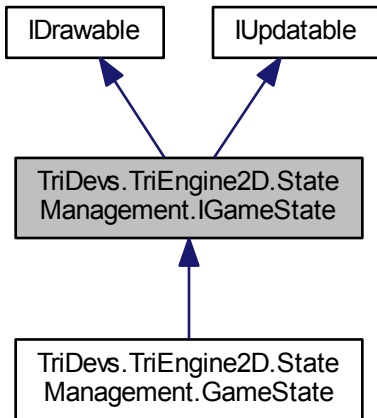 IDrawable
IUpdatable
TriDevs.TriEngine2D.State
Management.IGameState
TriDevs.TriEngine2D.State
Management.GameState